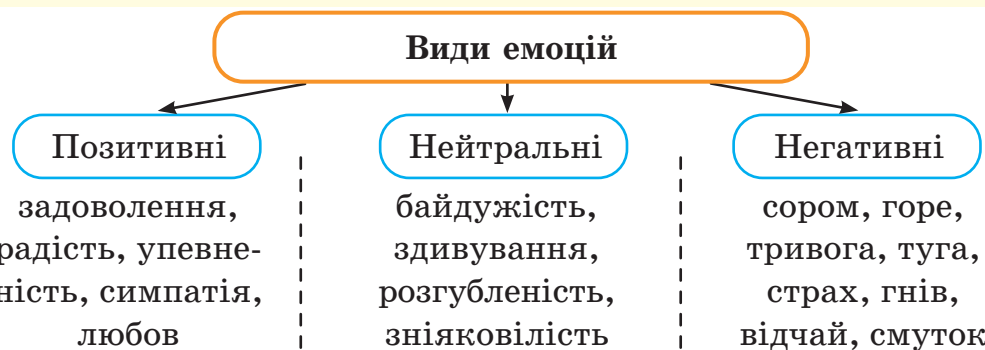 Види емоцій
Позитивні
задоволення,
радість, упевне-
ність, симпатія,
любов
Нейтральні
байдужість,
здивування,
розгубленість,
зніяковілість
Негативні
сором, горе,
тривога, туга,
страх, гнів,
відчай, смуток